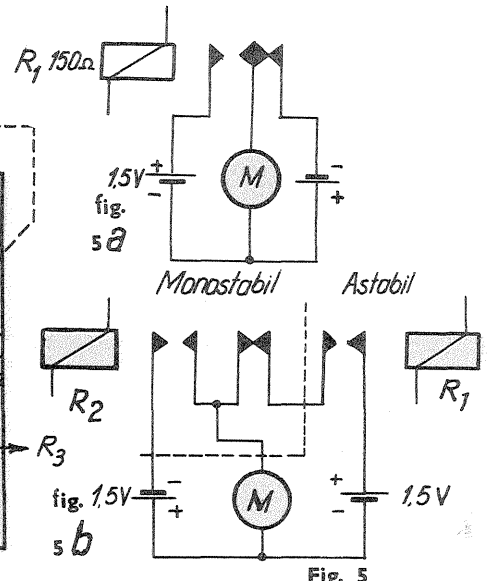 R1 150Ω
+
1,5V
-
M
-
+
fig.
5a
Monostabil Astabil
R2
R1
R3
fig. 1,5V
-
+
M
+
-
1,5V
5b
Fig. 5